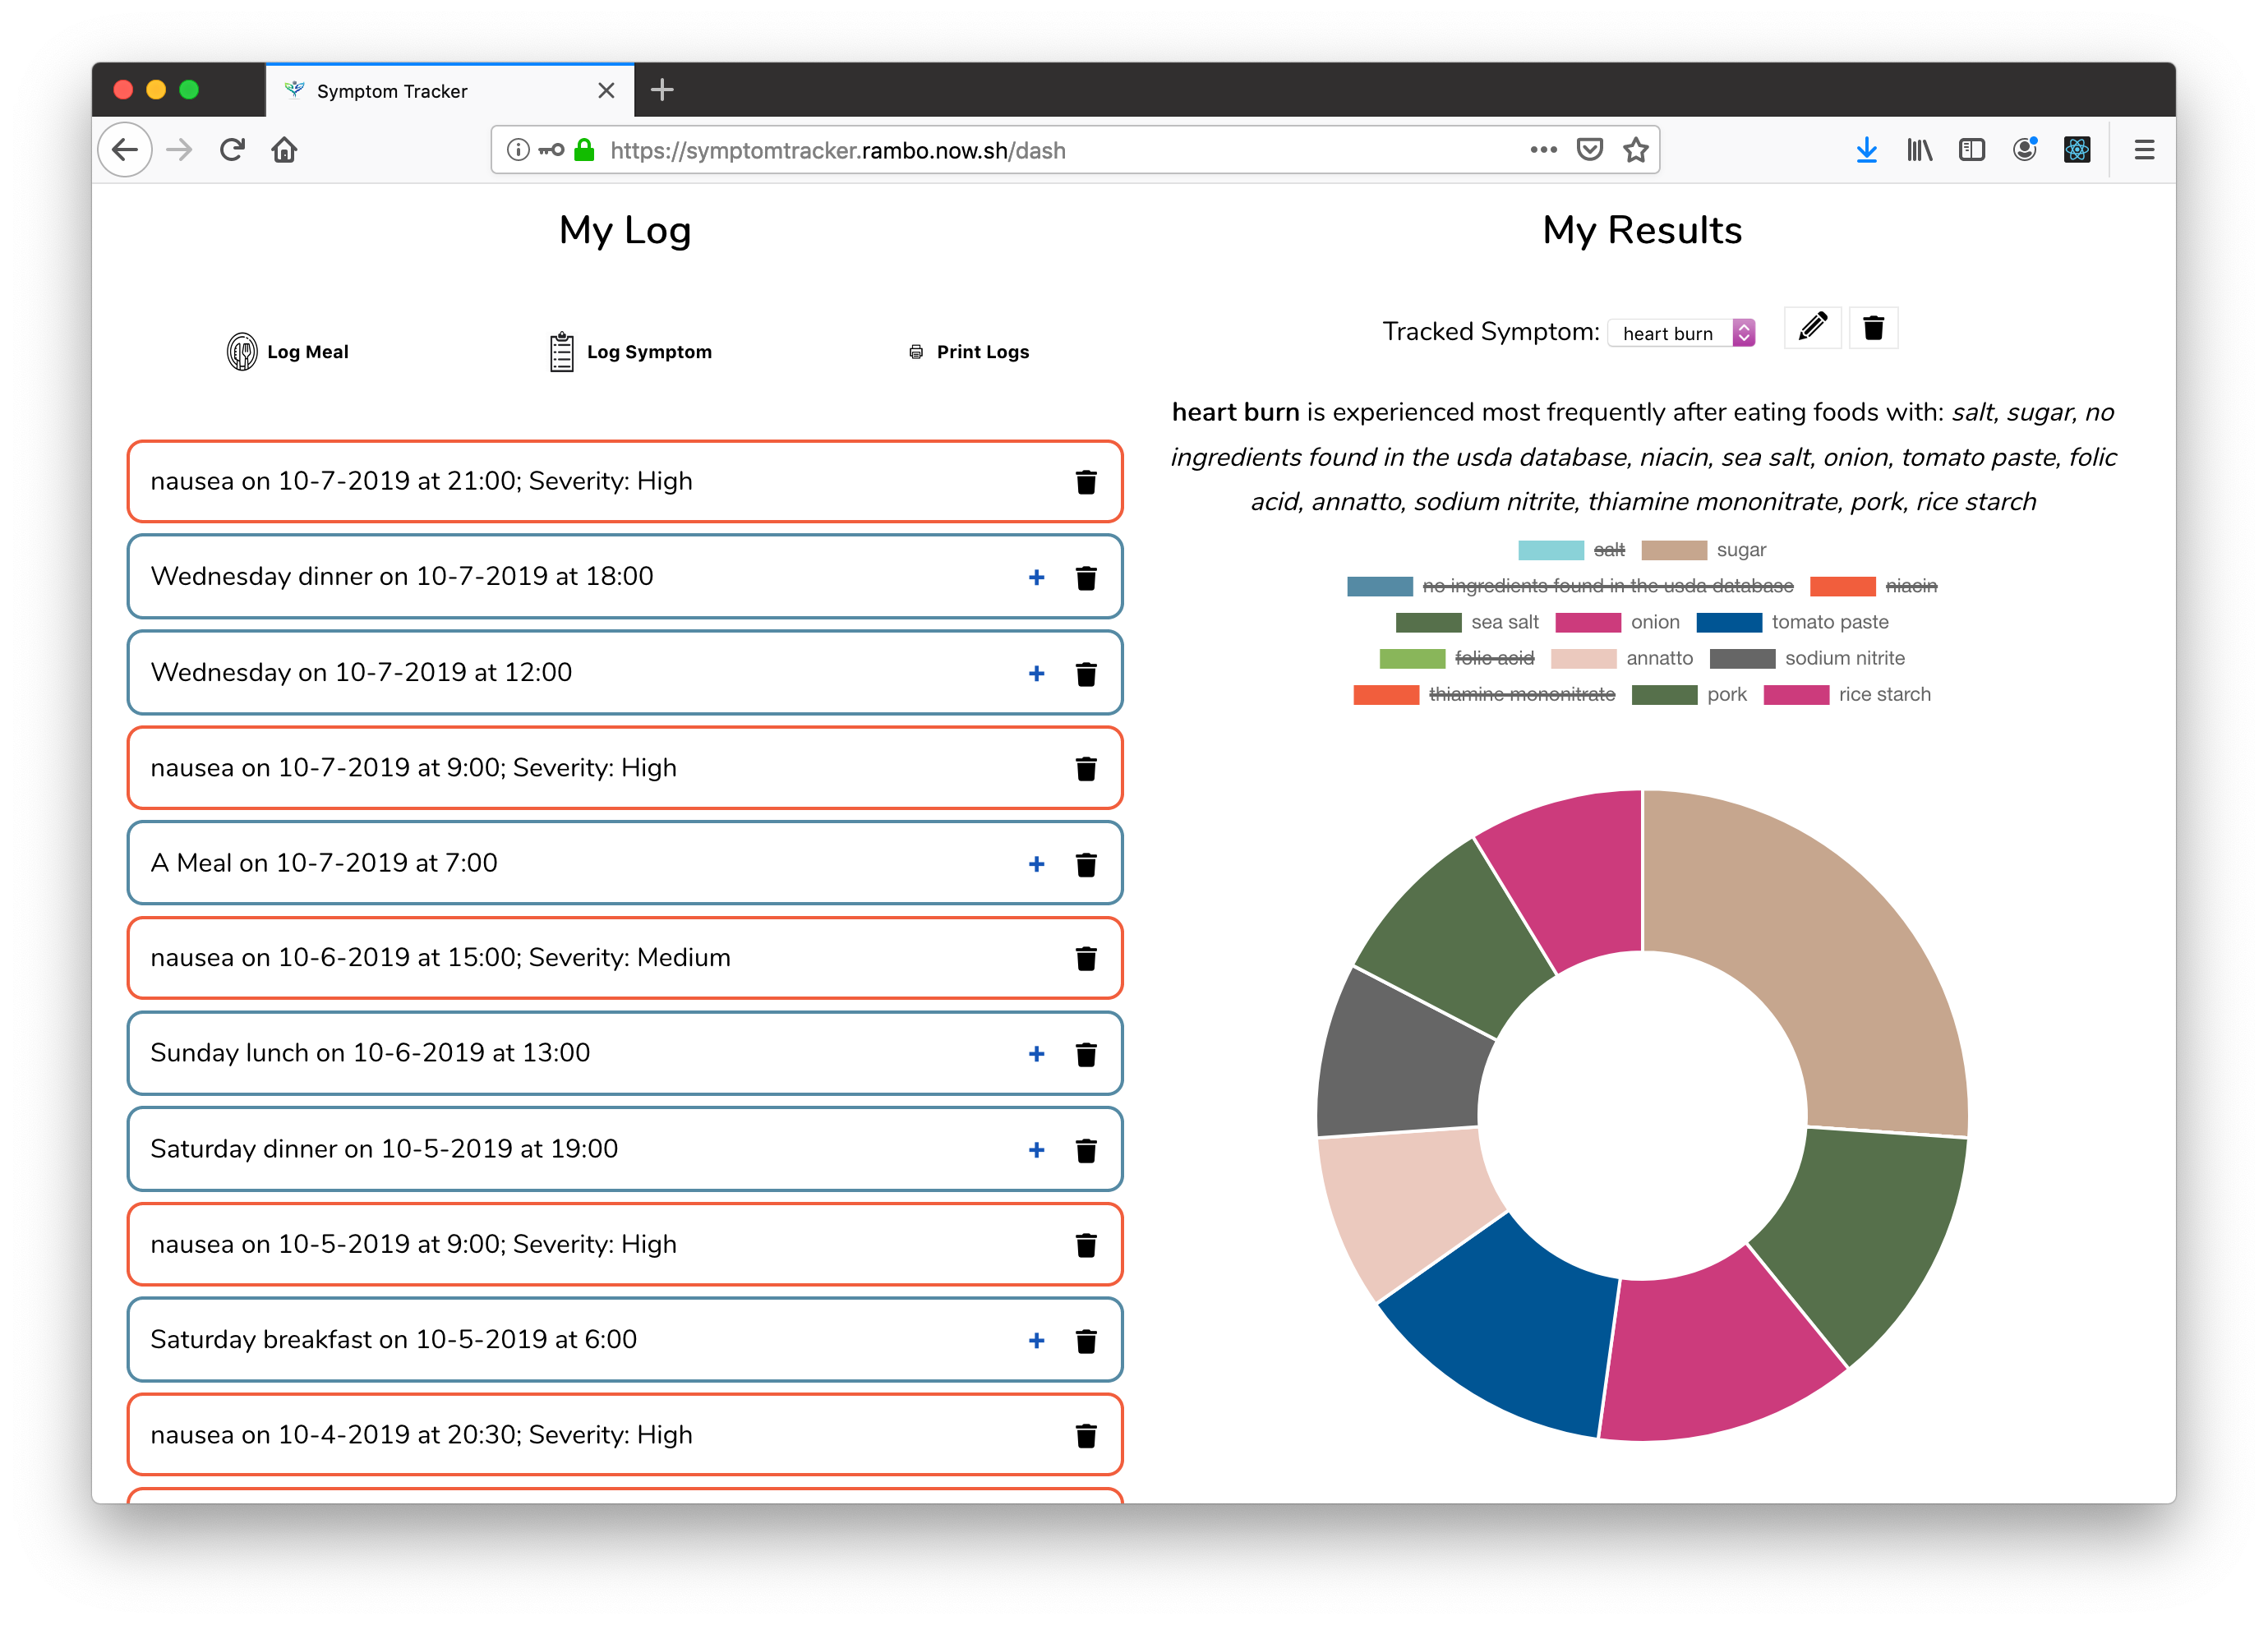 Symptom Tracker
https://symptomtracker.rambo.now.sh/dash
My Log
Log Meal
Log Symptom
Print Logs
nausea on 10-7-2019 at 21:00; Severity: High
Wednesday dinner on 10-7-2019 at 18:00
+
Wednesday on 10-7-2019 at 12:00
+
nausea on 10-7-2019 at 9:00; Severity: High
A Meal on 10-7-2019 at 7:00
+
nausea on 10-6-2019 at 15:00; Severity: Medium
Sunday lunch on 10-6-2019 at 13:00
+
Saturday dinner on 10-5-2019 at 19:00
+
nausea on 10-5-2019 at 9:00; Severity: High
Saturday breakfast on 10-5-2019 at 6:00
+
nausea on 10-4-2019 at 20:30; Severity: High
My Results
Tracked Symptom: heart burn
heart burn is experienced most frequently after eating foods with: salt, sugar, no
ingredients found in the usda database, niacin, sea salt, onion, tomato paste, folic
acid, annatto, sodium nitrite, thiamine mononitrate, pork, rice starch
salt sugar
no ingredients found in the usda database niacin
sea salt onion tomato paste
folic acid annatto sodium nitrite
thiamine mononitrate pork rice starch